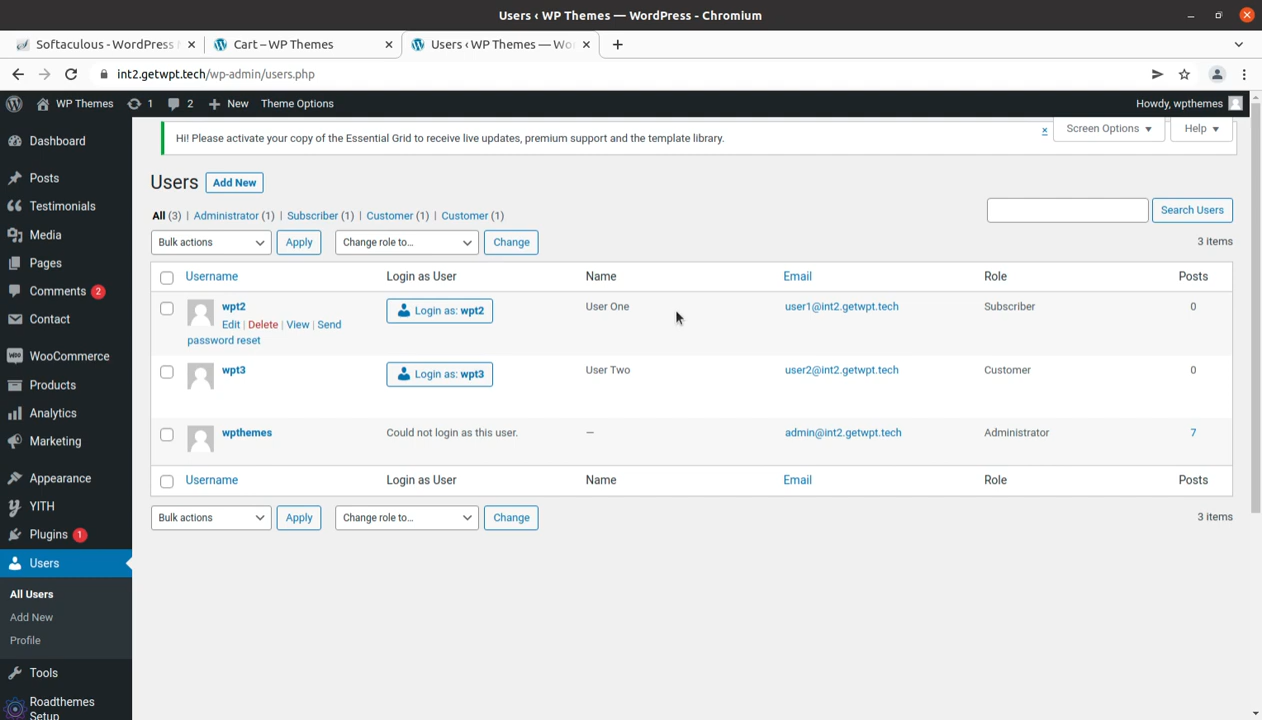 Users ‹ WP Themes — WordPress - Chromium
Softaculous - WordPress
Cart – WP Themes
Users ‹ WP Themes — Wo
int2.getwpt.tech/wp-admin/users.php
WP Themes 1 2 New Theme Options Howdy, wpthemes
Hi! Please activate your copy of the Essential Grid to receive live updates, premium support and the template library.
Screen Options
Help
Users Add New
All (3) | Administrator (1) | Subscriber (1) | Customer (1) | Customer (1)
Search Users
Bulk actions Apply Change role to... Change 3 items
Username Login as User Name Email Role Posts
wpt2 Login as: wpt2 User One user1@int2.getwpt.tech Subscriber 0
Edit | Delete | View | Send
password reset
wpt3 Login as: wpt3 User Two user2@int2.getwpt.tech Customer 0
wpthemes Could not login as this user. — admin@int2.getwpt.tech Administrator 7
Username Login as User Name Email Role Posts
Bulk actions Apply Change role to... Change 3 items
Dashboard
Posts
Testimonials
Media
Pages
Comments 2
Contact
WooCommerce
Products
Analytics
Marketing
Appearance
YITH
Plugins 1
Users
All Users
Add New
Profile
Tools
Roadthemes
Setup